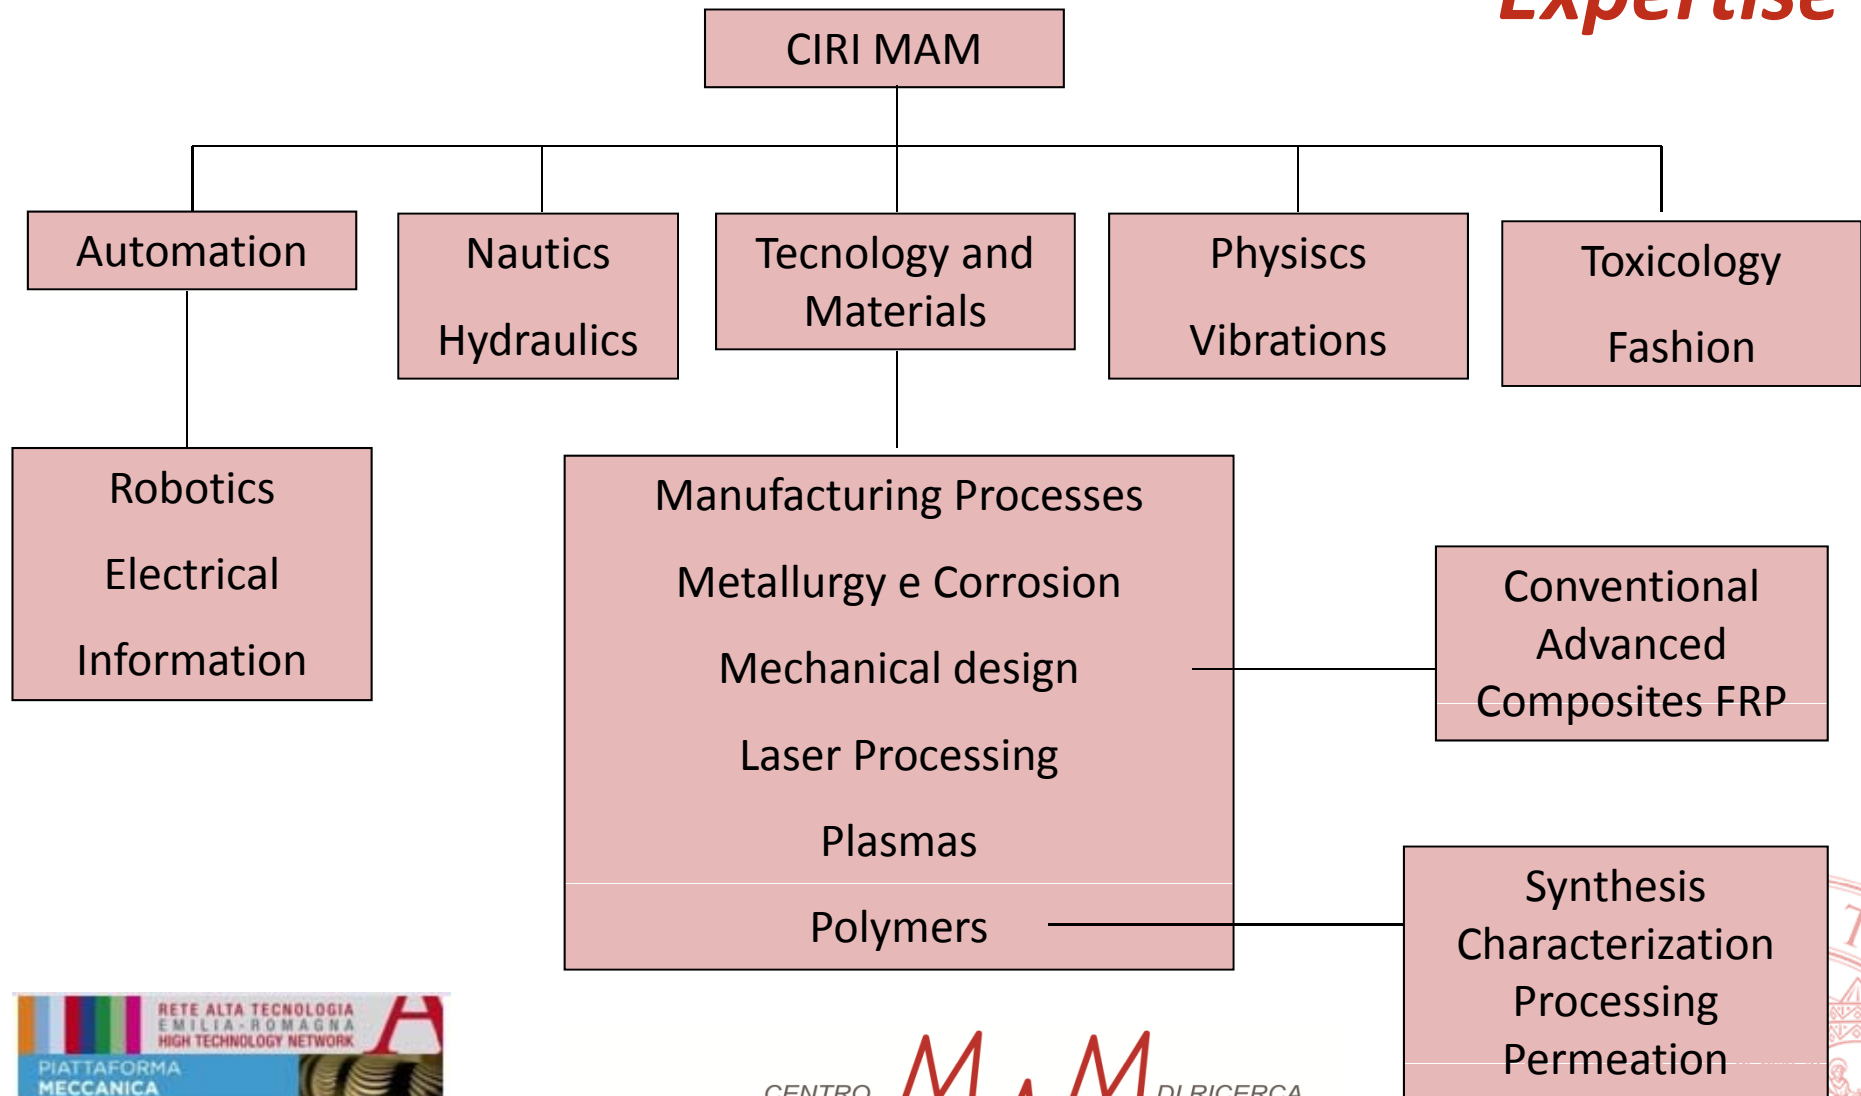 Expertise
CIRI MAM
Automation
Nautics
Hydraulics
Tecnology and
Materials
Physiscs
Vibrations
Toxicology
Fashion
Robotics
Electrical
Information
Manufacturing Processes
Metallurgy e Corrosion
Mechanical design
Laser Processing
Plasmas
Polymers
Conventional
Advanced
Composites FRP
Synthesis
Characterization
Processing
Permeation
RETE ALTA TECNOLOGIA
EMILIA-ROMAGNA
HIGH TECHNOLOGY NETWORK
PIATTAFORMA
MECCANICA
CENTRO MAM DI RICERCA